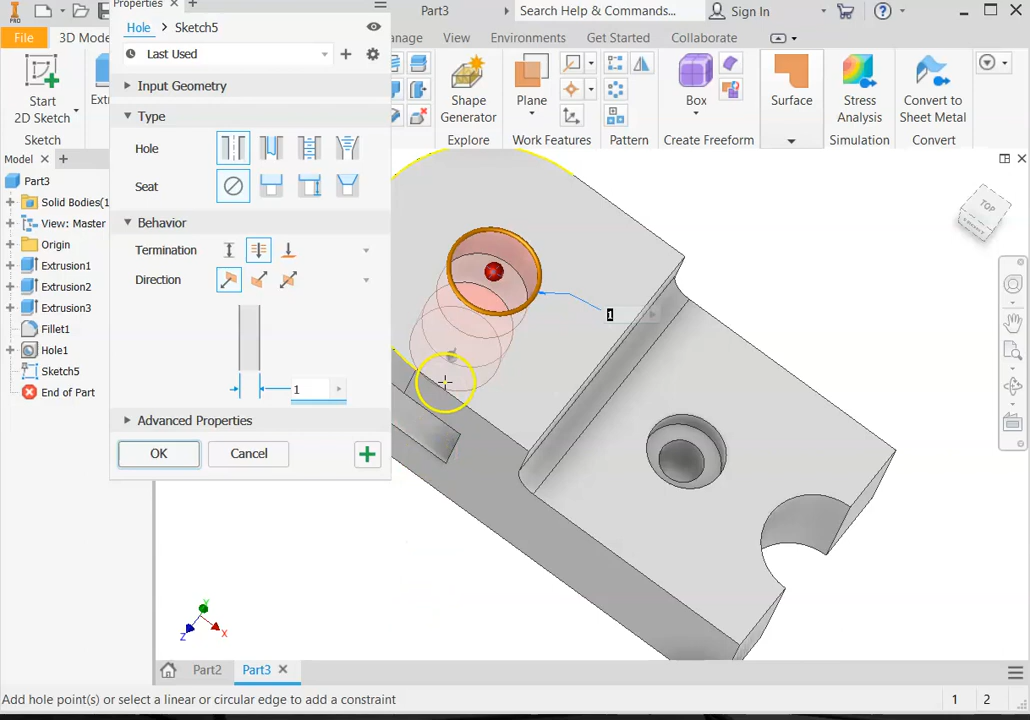 Properties × +
PRO
Part3
Search Help & Commands...
Sign In
File
3D Mode
anage
View
Environments
Get Started
Collaborate
Hole > Sketch5
Last Used
Start
2D Sketch
Ext
Shape
Generator
Plane
Box
Surface
Stress
Analysis
Convert to
Sheet Metal
Sketch
Explore
Work Features
Pattern
Create Freeform
Simulation
Convert
Input Geometry
Type
Hole
Seat
Behavior
Termination
Direction
1
Advanced Properties
OK
Cancel
Model × +
Part3
Solid Bodies(1
View: Master
Origin
Extrusion1
Extrusion2
Extrusion3
Fillet1
Hole1
Sketch5
End of Part
TOP
1
Y
X
Z
Part2
Part3 ×
Add hole point(s) or select a linear or circular edge to add a constraint
1
2